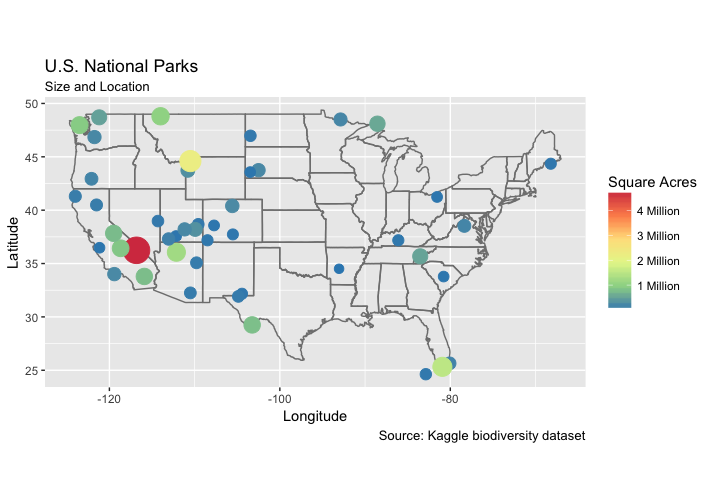 U.S. National Parks
Size and Location
50
45
40
35
30
25
Latitude
-120
-100
-80
Longitude
Square Acres
4 Million
3 Million
2 Million
1 Million
Source: Kaggle biodiversity dataset